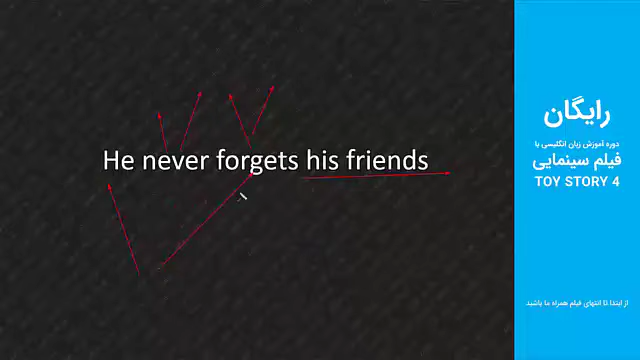 He never forgets his friends
رایگان
دوره آموزش زبان انگلیسی با
فیلم سینمایی
TOY STORY 4
از ابتدا تا انتهای فیلم همراه ما باشید